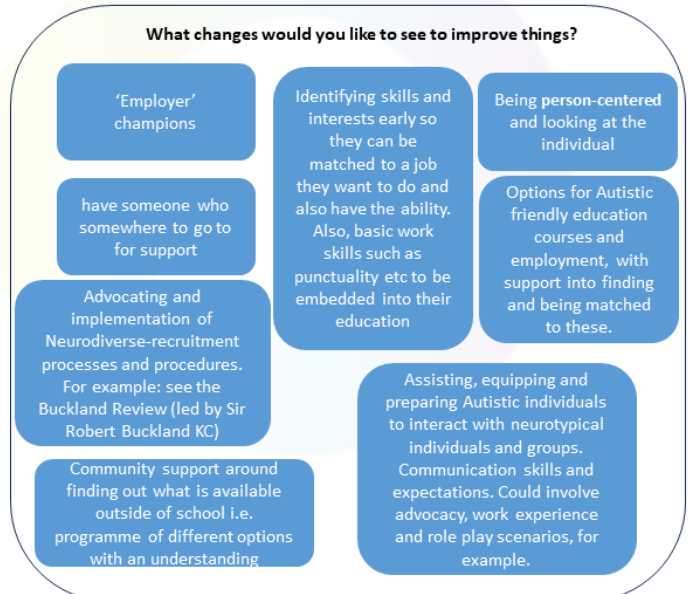 What changes would you like to see to improve things?
'Employer'
champions
have someone who
somewhere to go to
for support
Advocating and
implementation of
Neurodiverse-recruitment
processes and procedures.
For example: see the
Buckland Review (led by Sir
Robert Buckland KC)
Community support around
finding out what is available
outside of school i.e.
programme of different options
with an understanding
Identifying skills and
interests early so
they can be
matched to a job
they want to do and
also have the ability.
Also, basic work
skills such as
punctuality etc to be
embedded into their
education
Being person-centered
and looking at the
individual
Options for Autistic
friendly education
courses and
employment, with
support into finding
and being matched
to these.
Assisting, equipping and
preparing Autistic individuals
to interact with neurotypical
individuals and groups.
Communication skills and
expectations. Could involve
advocacy, work experience
and role play scenarios, for
example.